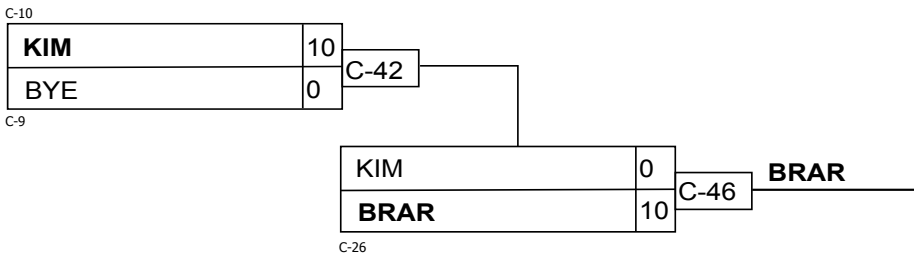 C-10
KIM 10
C-42
BYE 0
C-9
KIM 0
C-46
BRAR
BRAR 10
C-26